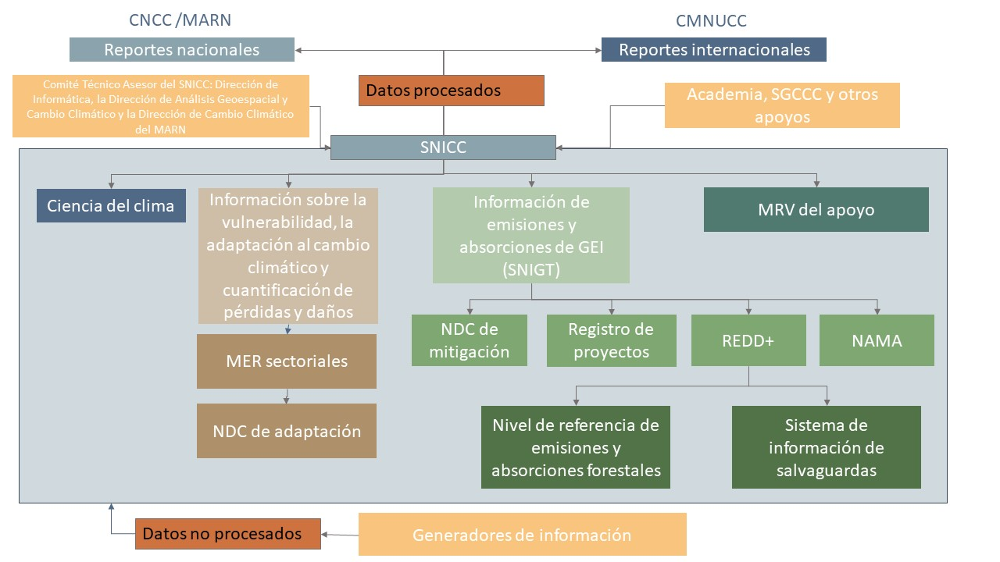 CNCC /MARN
CMNUCC
Reportes nacionales
Reportes internacionales
Datos procesados
Comité Técnico Asesor del SNICC: Dirección de
Informática, la Dirección de Análisis Geoespacial y
Cambio Climático y la Dirección de Cambio Climático
del MARN
Academia, SGCCC y otros
apoyos
SNICC
Ciencia del clima
Información sobre la
vulnerabilidad, la
adaptación al cambio
climático y
cuantificación de
pérdidas y daños
Información de
emisiones y
absorciones de GEI
(SNIGT)
MRV del apoyo
MER sectoriales
NDC de adaptación
NDC de
mitigación
Registro de
proyectos
REDD+
NAMA
Nivel de referencia de
emisiones y
absorciones forestales
Sistema de
información de
salvaguardas
Datos no procesados
Generadores de información